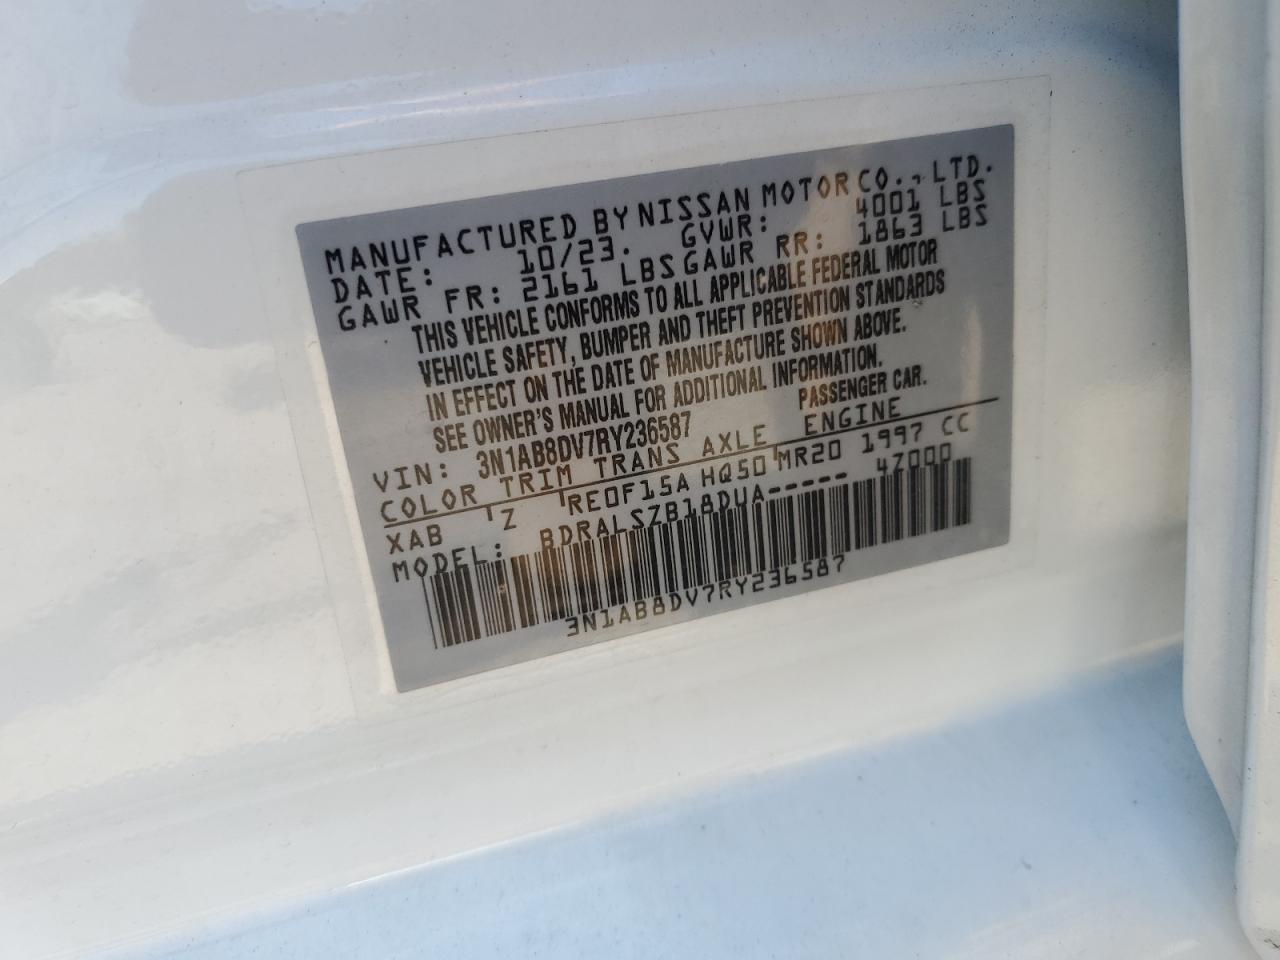 MANUFACTURED BY NISSAN MOTOR CO., LTD.
DATE: 10/23. GVWR: 4001 LBS
GAWR FR: 2161 LBS GAWR RR: 1863 LBS
THIS VEHICLE CONFORMS TO ALL APPLICABLE FEDERAL MOTOR
VEHICLE SAFETY, BUMPER AND THEFT PREVENTION STANDARDS
IN EFFECT ON THE DATE OF MANUFACTURE SHOWN ABOVE.
SEE OWNER'S MANUAL FOR ADDITIONAL INFORMATION.
VIN: 3N1AB8DV7RY236587 PASSENGER CAR.
COLOR TRIM TRANS AXLE ENGINE
XAB Z RE0F15A HQ50 MR20 1997 CC
MODEL: BDRALSZB18DUA----- 47000
3N1AB8DV7RY236587